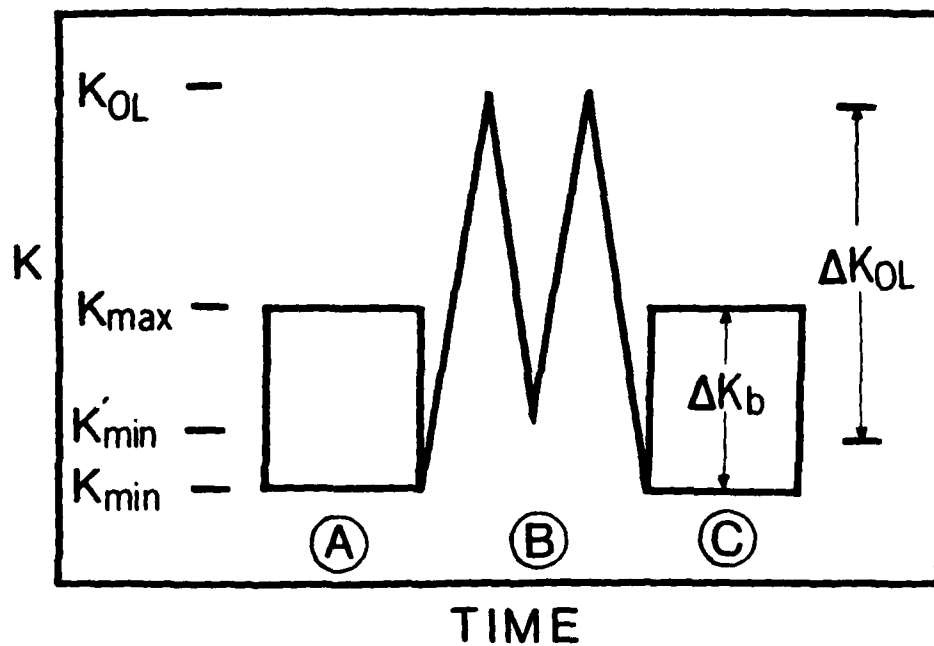 K_OL
K
ΔK_OL
K_max
ΔK_b
K'_min
K_min
A B C
TIME